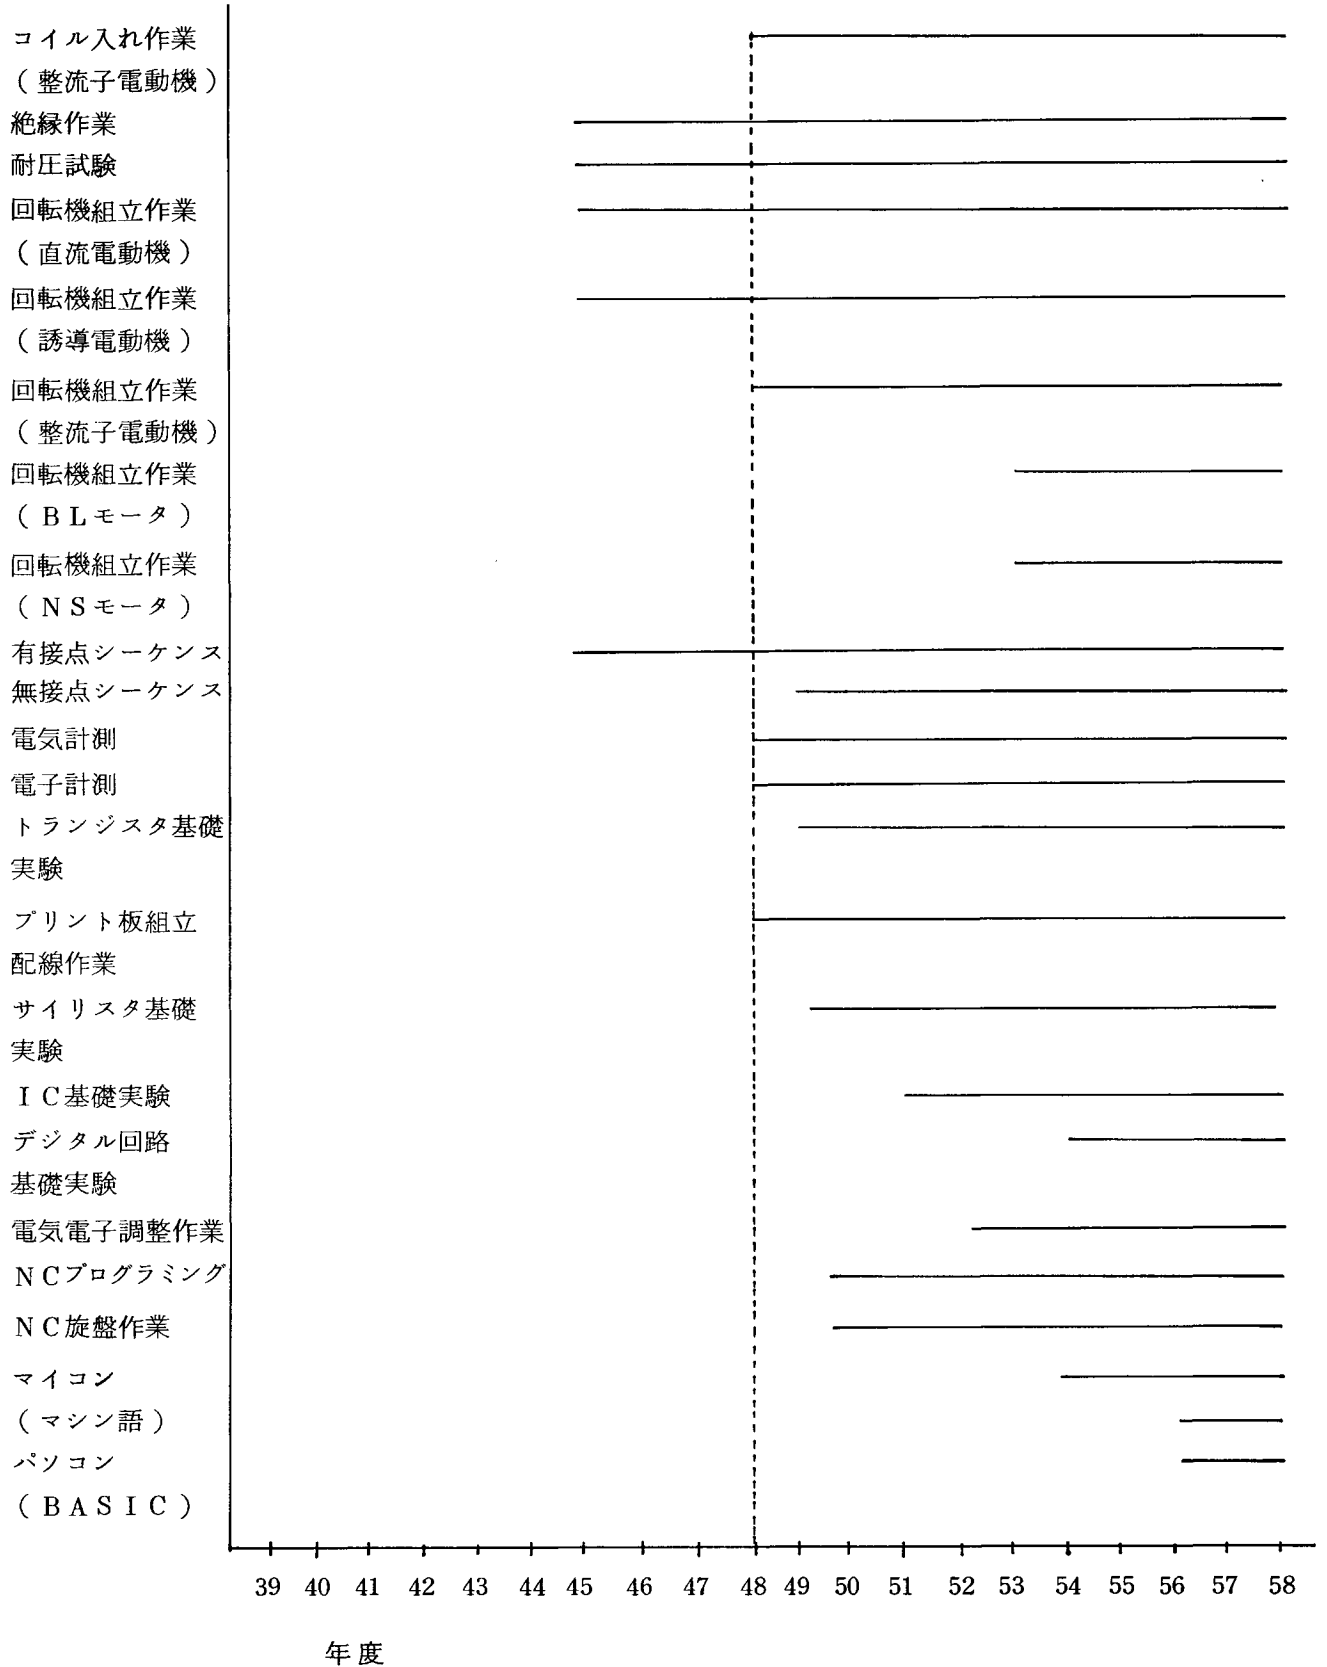 コイル入れ作業
（整流子電動機）
絶縁作業
耐圧試験
回転機組立作業
（直流電動機）
回転機組立作業
（誘導電動機）
回転機組立作業
（整流子電動機）
回転機組立作業
（BLモータ）
回転機組立作業
（NSモータ）
有接点シーケンス
無接点シーケンス
電気計測
電子計測
トランジスタ基礎
実験
プリント板組立
配線作業
サイリスタ基礎
実験
IC基礎実験
デジタル回路
基礎実験
電気電子調整作業
NCプログラミング
NC旋盤作業
マイコン
（マシン語）
パソコン
（BASIC）
39 40 41 42 43 44 45 46 47 48 49 50 51 52 53 54 55 56 57 58
年度